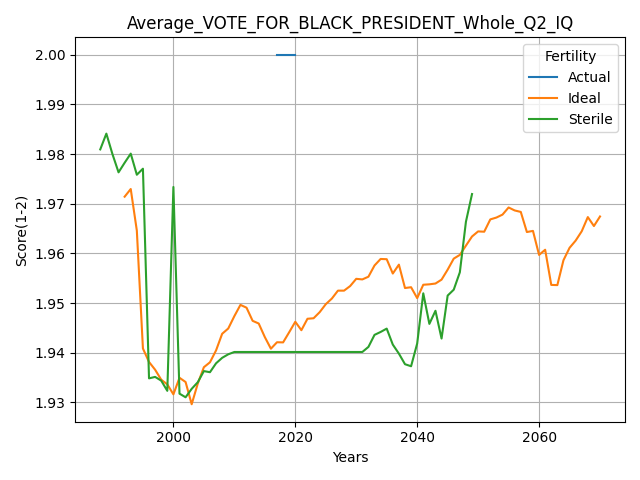 Average_VOTE_FOR_BLACK_PRESIDENT_Whole_Q2_IQ
Fertility
Actual
Ideal
Sterile
Score(1-2)
2.00
1.99
1.98
1.97
1.96
1.95
1.94
1.93
2000 2020 2040 2060
Years